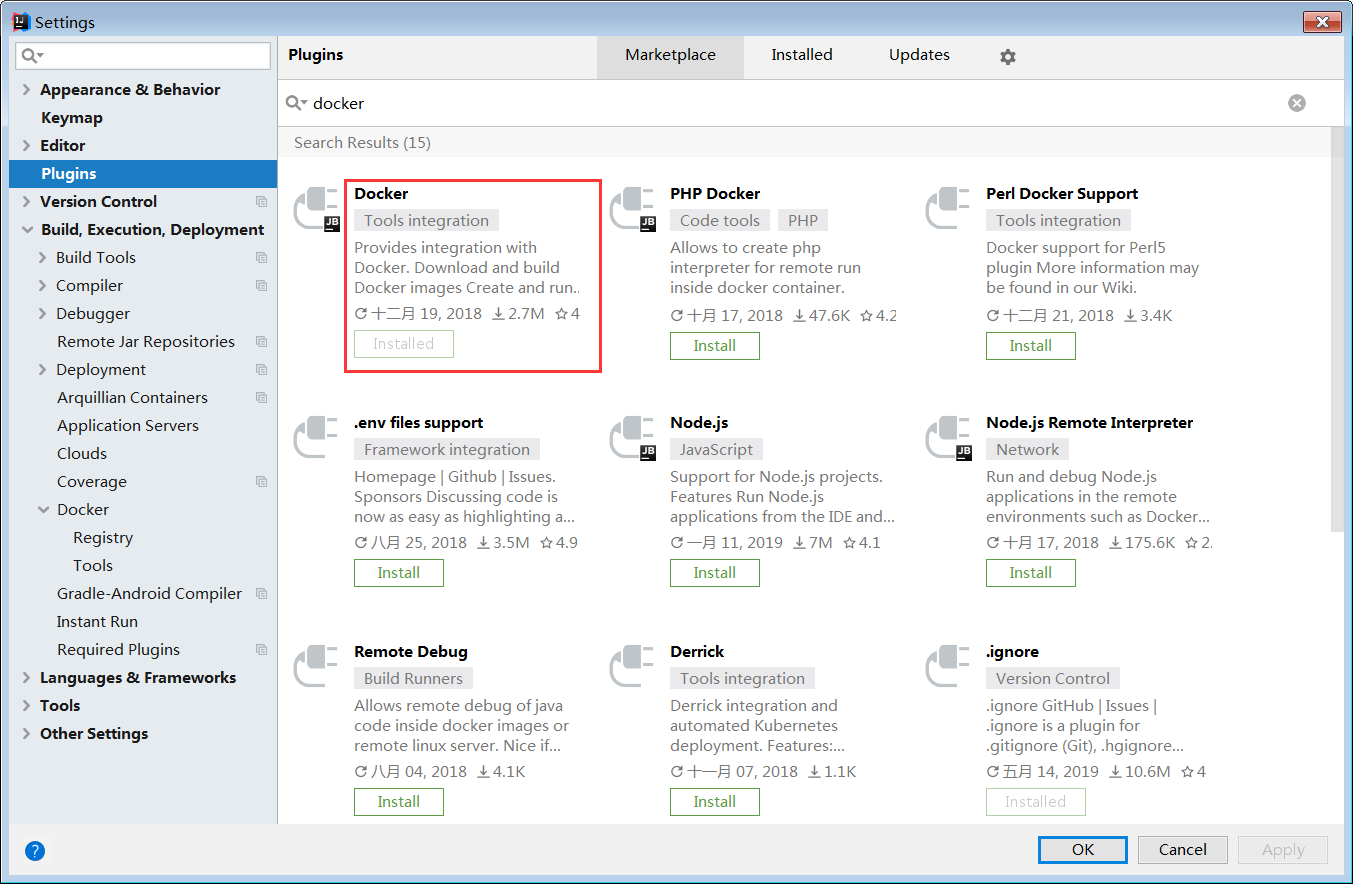 Settings
Appearance & Behavior
Keymap
Editor
Plugins
Version Control
Build, Execution, Deployment
Build Tools
Compiler
Debugger
Remote Jar Repositories
Deployment
Arquillian Containers
Application Servers
Clouds
Coverage
Docker
Registry
Tools
Gradle-Android Compiler
Instant Run
Required Plugins
Languages & Frameworks
Tools
Other Settings
Plugins
Marketplace
Installed
Updates
docker
Search Results (15)
Docker
Tools integration
Provides integration with
Docker. Download and build
Docker images Create and run..
十二月 19, 2018 2.7M 4
Installed
JB
PHP Docker
Code tools PHP
Allows to create php
interpreter for remote run
inside docker container.
十月 17, 2018 47.6K 4.2
Install
JB
Perl Docker Support
Tools integration
Docker support for Perl5
plugin More information may
be found in our Wiki.
十二月 21, 2018 3.4K
Install
.env files support
Framework integration
Homepage | Github | Issues.
Sponsors Discussing code is
now as easy as highlighting a...
八月 25, 2018 3.5M 4.9
Install
Node.js
JavaScript
Support for Node.js projects.
Features Run Node.js
applications from the IDE and...
一月 11, 2019 7M 4.1
Install
JB
Node.js Remote Interpreter
Network
Run and debug Node.js
applications in the remote
environments such as Docker...
十月 17, 2018 175.6K 2.
Install
JB
Remote Debug
Build Runners
Allows remote debug of java
code inside docker images or
remote linux server. Nice if...
八月 04, 2018 4.1K
Install
Derrick
Tools integration
Derrick integration and
automated Kubernetes
deployment. Features:...
十一月 07, 2018 1.1K
Install
.ignore
Version Control
.ignore GitHub | Issues |
.ignore is a plugin for
.gitignore (Git), .hgignore...
五月 14, 2019 10.6M 4
Installed
?
OK
Cancel
Apply